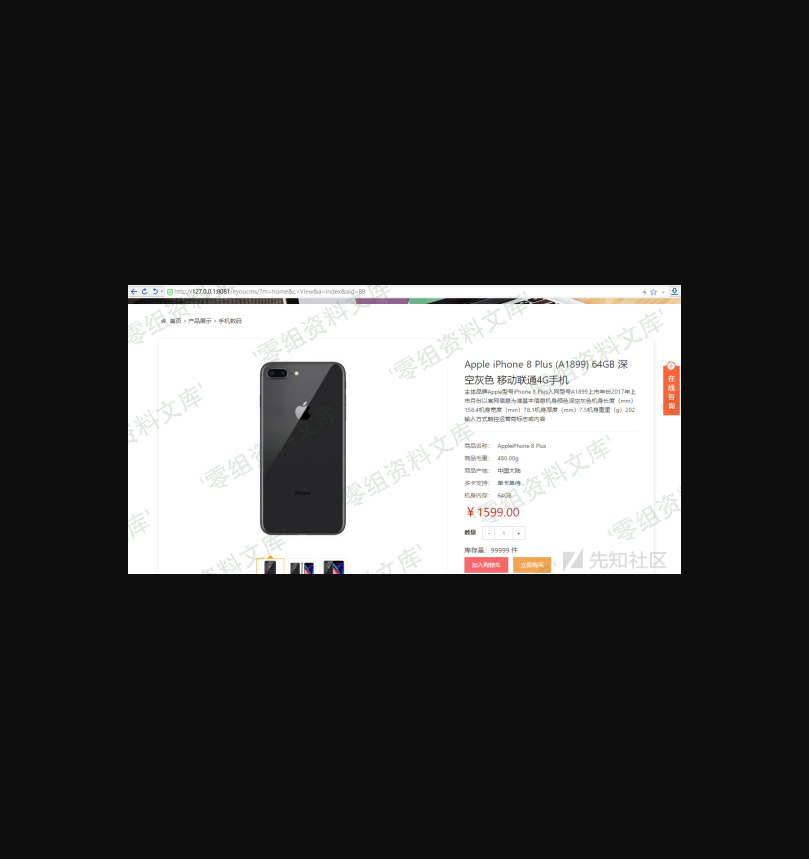 http://127.0.0.1:8081/eyoucms/?m=home&c=View&a=index&aid=89
首页 > 产品展示 > 手机数码
Apple iPhone 8 Plus (A1899) 64GB 深
空灰色 移动联通4G手机
主体品牌Apple型号iPhone 8 Plus入网型号A1899上市年份2017年上
市月份以官网信息为准基本信息机身颜色深空灰色机身长度（mm）
158.4机身宽度（mm）78.1机身厚度（mm）7.5机身重量（g）202
输入方式触控运营商标志或内容
商品名称： AppleiPhone 8 Plus
商品毛重： 480.00g
商品产地： 中国大陆
多卡支持： 单卡单待
机身内存： 64GB
￥1599.00
数量 - 1 +
库存量：99999 件
加入购物车 立即购买
在线咨询
iPhone
零组资料文库
先知社区